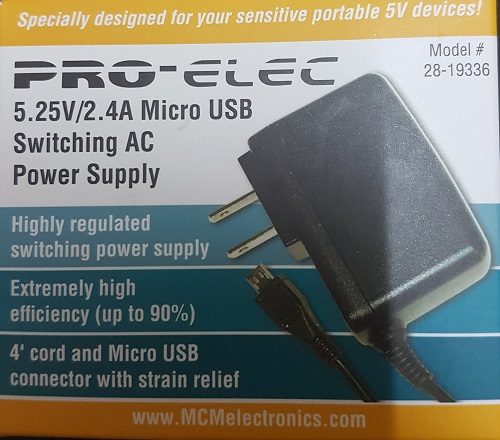 Specially designed for your sensitive portable 5V devices!
PRO-ELEC
Model #
28-19336
5.25V/2.4A Micro USB
Switching AC
Power Supply
Highly regulated
switching power supply
Extremely high
efficiency (up to 90%)
4' cord and Micro USB
connector with strain relief
www.MCMelectronics.com